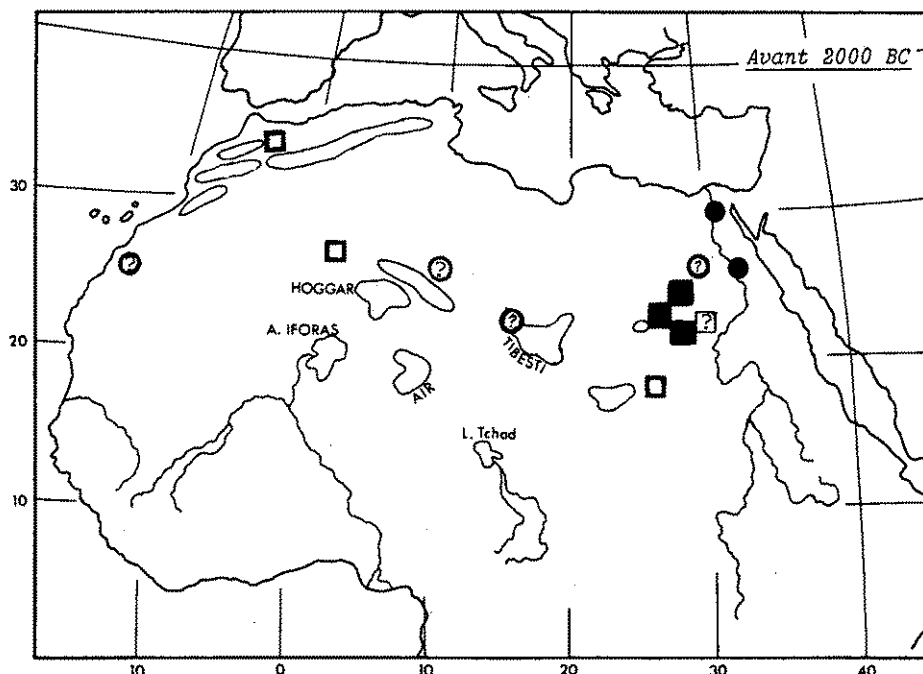 Avant 2000 BC
30
?
?
?
HOGGAR
?
?
A. IFORAS
20
TIBESTI
AIR
L. Tchad
10
10
0
10
20
30
40